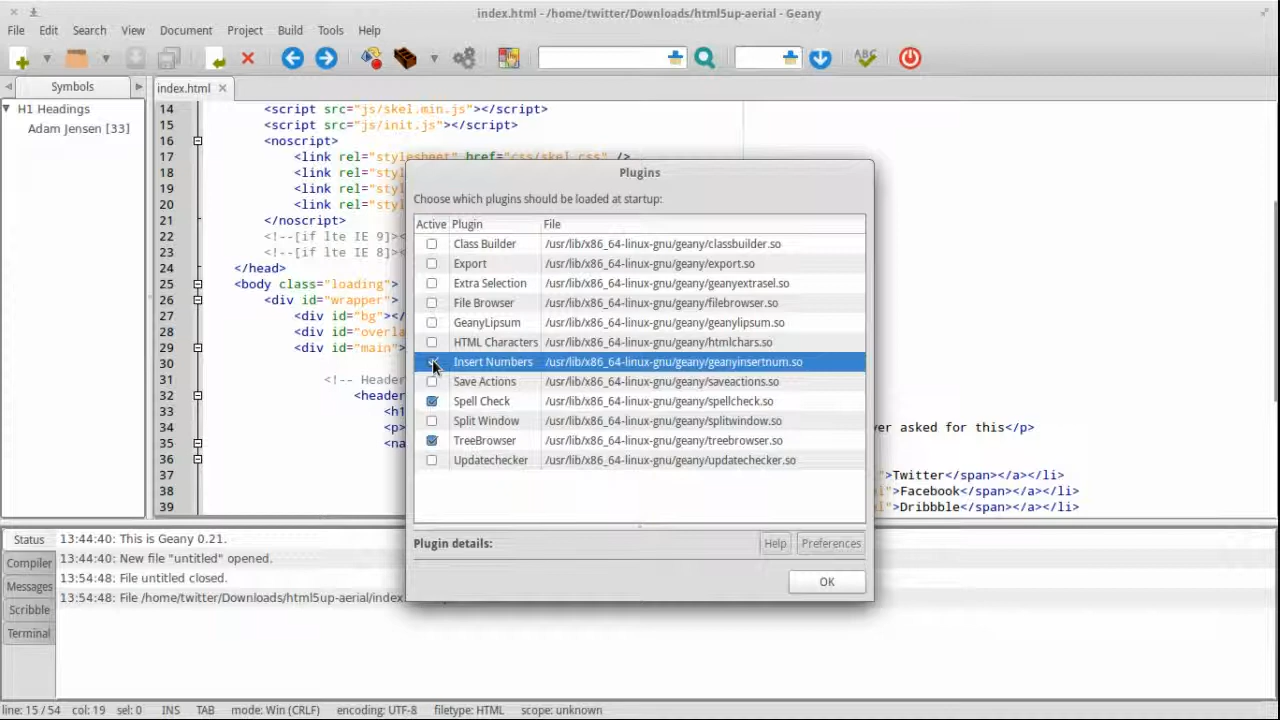 index.html - /home/twitter/Downloads/html5up-aerial - Geany
File Edit Search View Document Project Build Tools Help
ABC
Symbols
index.html
H1 Headings
Adam Jensen [33]
14 <script src="js/skel.min.js"></script>
15 <script src="js/init.js"></script>
16 <noscript>
17 <link rel="stylesheet" href="css/skel.css" />
18 <link rel="sty
19 <link rel="sty
20 <link rel="sty
21 </noscript>
22 <!--[if lte IE 9]><
23 <!--[if lte IE 8]><
24 </head>
25 <body class="loading">
26 <div id="wrapper">
27 <div id="bg"></
28 <div id="overla
29 <div id="main">
30
31 <!-- Header
32 <header
33 <h1
34 <p> ver asked for this</p>
35 <na
36
37 ">Twitter</span></a></li>
38 ">Facebook</span></a></li>
39 ">Dribbble</span></a></li>
Plugins
Choose which plugins should be loaded at startup:
Active Plugin File
Class Builder /usr/lib/x86_64-linux-gnu/geany/classbuilder.so
Export /usr/lib/x86_64-linux-gnu/geany/export.so
Extra Selection /usr/lib/x86_64-linux-gnu/geany/geanyextrasel.so
File Browser /usr/lib/x86_64-linux-gnu/geany/filebrowser.so
GeanyLipsum /usr/lib/x86_64-linux-gnu/geany/geanylipsum.so
HTML Characters /usr/lib/x86_64-linux-gnu/geany/htmlchars.so
Insert Numbers /usr/lib/x86_64-linux-gnu/geany/geanyinsertnum.so
Save Actions /usr/lib/x86_64-linux-gnu/geany/saveactions.so
Spell Check /usr/lib/x86_64-linux-gnu/geany/spellcheck.so
Split Window /usr/lib/x86_64-linux-gnu/geany/splitwindow.so
TreeBrowser /usr/lib/x86_64-linux-gnu/geany/treebrowser.so
Updatechecker /usr/lib/x86_64-linux-gnu/geany/updatechecker.so
Plugin details: Help Preferences
OK
Status
Compiler
Messages
Scribble
Terminal
13:44:40: This is Geany 0.21.
13:44:40: New file "untitled" opened.
13:54:48: File untitled closed.
13:54:48: File /home/twitter/Downloads/html5up-aerial/index
line: 15 / 54 col: 19 sel: 0 INS TAB mode: Win (CRLF) encoding: UTF-8 filetype: HTML scope: unknown